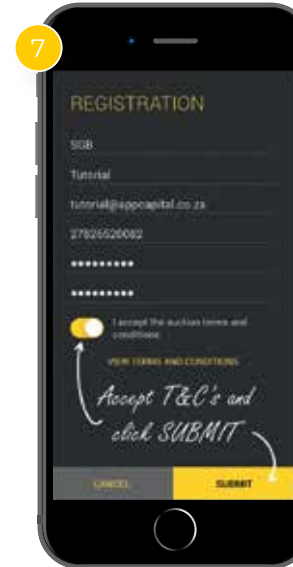 7
REGISTRATION
SGB
Tutorial
tutorial@appcapital.co.za
27826520082
•••••••••
•••••••••
I accept the auction terms and
conditions
VIEW TERMS AND CONDITIONS
Accept T&C's and
click SUBMIT
CANCEL
SUBMIT